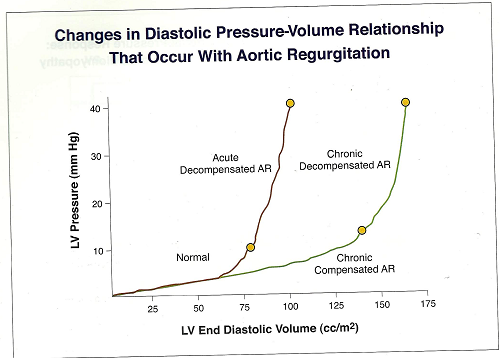 Changes in Diastolic Pressure-Volume Relationship
That Occur With Aortic Regurgitation
LV Pressure (mm Hg)
40
30
20
10
Acute
Decompensated AR
Chronic
Decompensated AR
Normal
Chronic
Compensated AR
25
50
75
100
125
150
175
LV End Diastolic Volume (cc/m²)